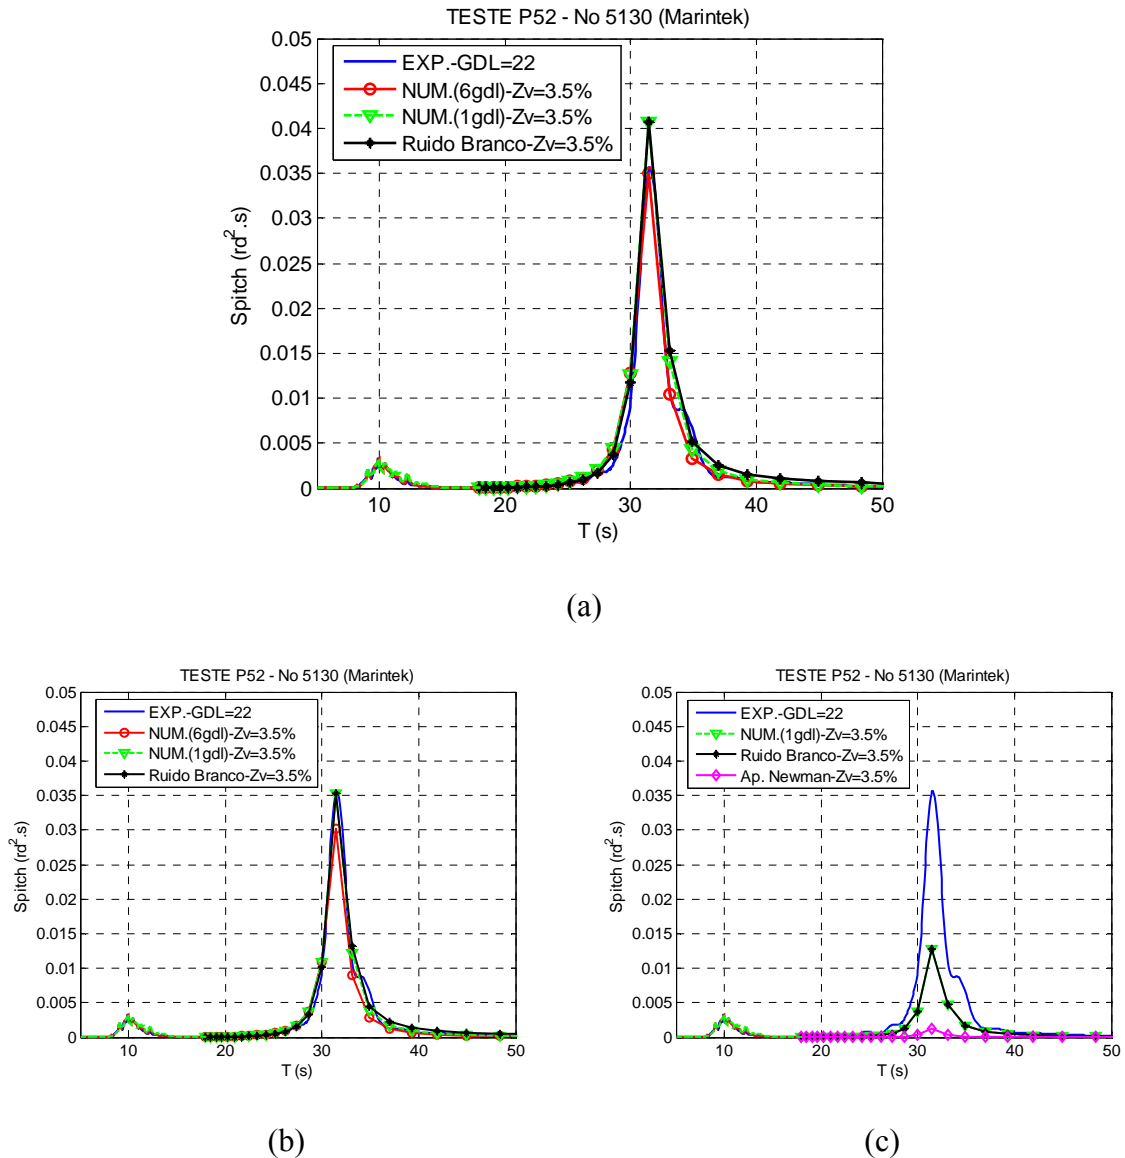 TESTE P52 - No 5130 (Marintek)
0.05
0.045
0.04
0.035
0.03
0.025
0.02
0.015
0.01
0.005
0
Spitch (rd².s)
EXP.-GDL=22
NUM.(6gdl)-Zv=3.5%
NUM.(1gdl)-Zv=3.5%
Ruido Branco-Zv=3.5%
10 20 30 40 50
T (s)
(a)
TESTE P52 - No 5130 (Marintek)
0.05
0.045
0.04
0.035
0.03
0.025
0.02
0.015
0.01
0.005
0
Spitch (rd².s)
EXP.-GDL=22
NUM.(6gdl)-Zv=3.5%
NUM.(1gdl)-Zv=3.5%
Ruido Branco-Zv=3.5%
10 20 30 40 50
T (s)
(b)
TESTE P52 - No 5130 (Marintek)
0.05
0.045
0.04
0.035
0.03
0.025
0.02
0.015
0.01
0.005
0
Spitch (rd².s)
EXP.-GDL=22
NUM.(1gdl)-Zv=3.5%
Ruido Branco-Zv=3.5%
Ap. Newman-Zv=3.5%
10 20 30 40 50
T (s)
(c)